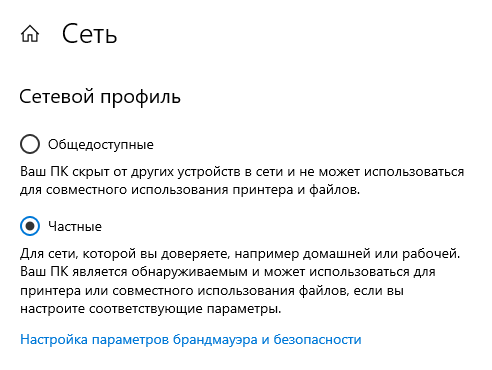 Сеть
Сетевой профиль
Общедоступные
Ваш ПК скрыт от других устройств в сети и не может использоваться
для совместного использования принтера и файлов.
Частные
Для сети, которой вы доверяете, например домашней или рабочей.
Ваш ПК является обнаруживаемым и может использоваться для
принтера или совместного использования файлов, если вы
настроите соответствующие параметры.
Настройка параметров брандмауэра и безопасности